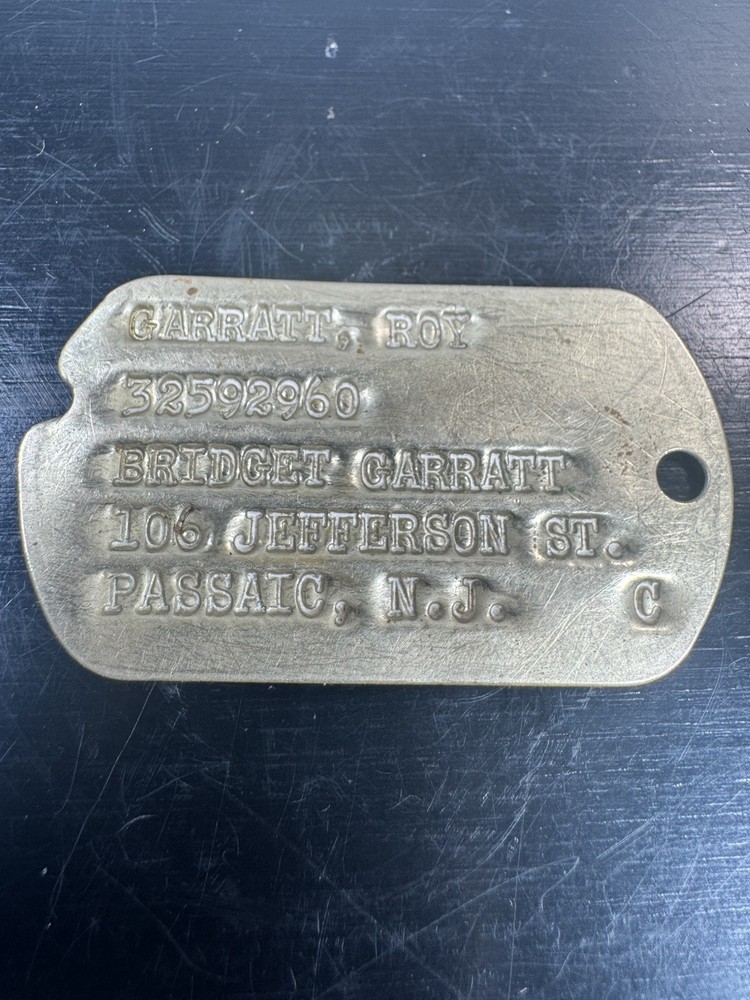 GARRATT, ROY
32592960
BRIDGET GARRATT
106 JEFFERSON ST.
PASSAIC, N.J. C